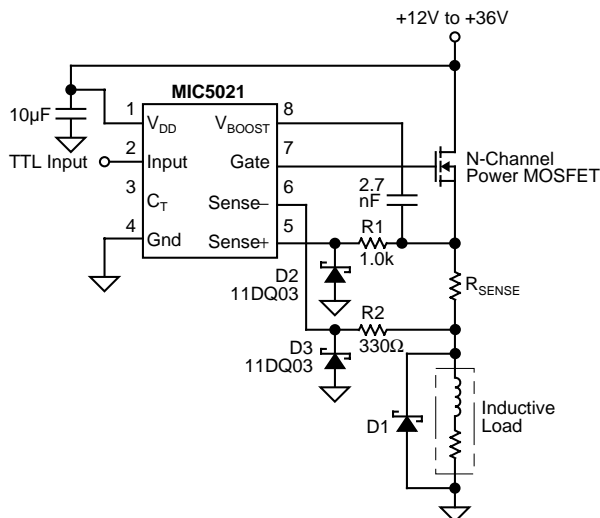 +12V to +36V
MIC5021
10µF
1
8
V_DD
V_BOOST
TTL Input
2
7
Input
Gate
N-Channel
Power MOSFET
3
6
C_T
Sense−
2.7
nF
4
5
Gnd
Sense+
R1
1.0k
D2
11DQ03
R_SENSE
R2
330Ω
D3
11DQ03
D1
Inductive
Load